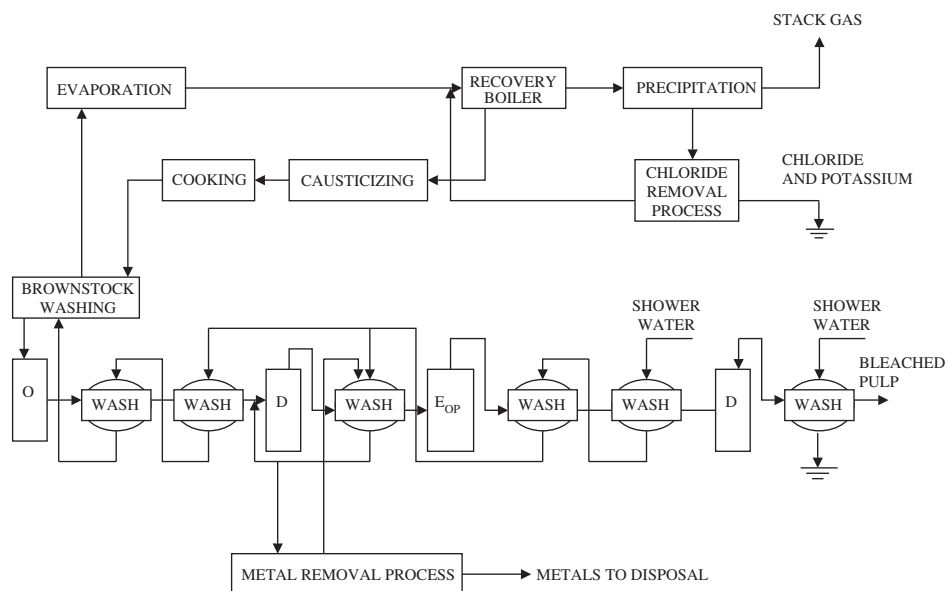 STACK GAS
EVAPORATION
RECOVERY
BOILER
PRECIPITATION
COOKING
CAUSTICIZING
CHLORIDE
REMOVAL
PROCESS
CHLORIDE
AND POTASSIUM
BROWNSTOCK
WASHING
SHOWER
WATER
SHOWER
WATER
BLEACHED
PULP
O
WASH
WASH
D
WASH
EOP
WASH
WASH
D
WASH
METAL REMOVAL PROCESS
METALS TO DISPOSAL